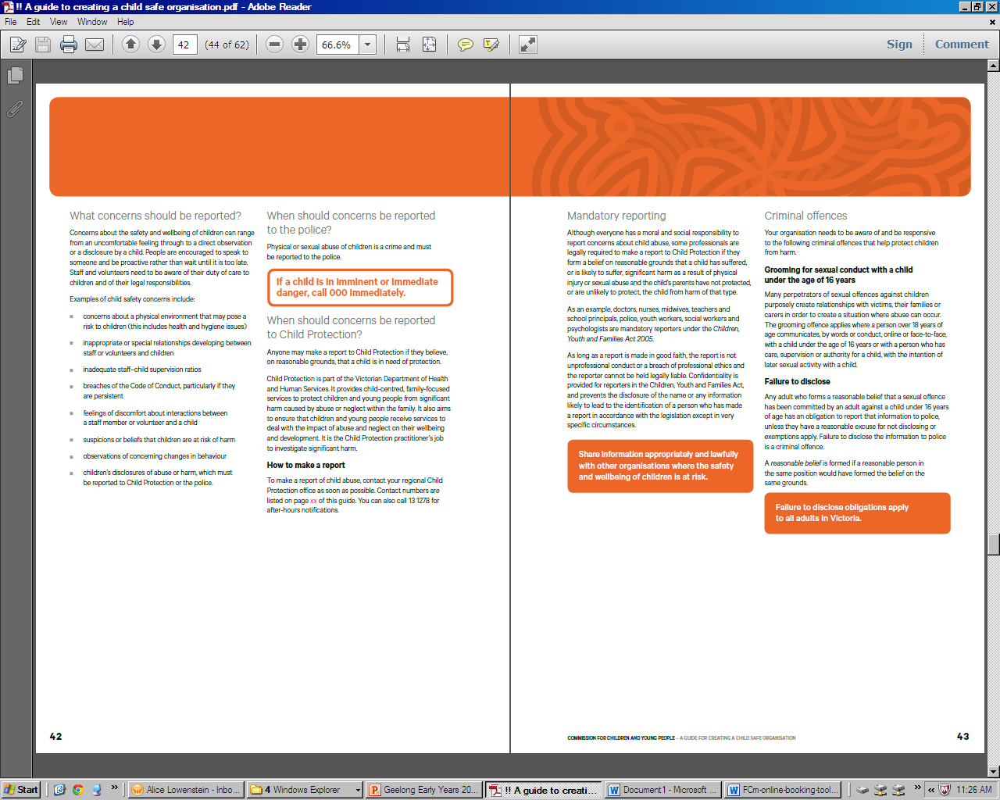 !! A guide to creating a child safe organisation.pdf - Adobe Reader
File Edit View Window Help
42 (44 of 62) 66.6% Sign Comment
What concerns should be reported?
Concerns about the safety and wellbeing of children can range
from an uncomfortable feeling through to a direct observation
or a disclosure by a child. People are encouraged to speak to
someone and be proactive rather than wait until it is too late.
Staff and volunteers need to be aware of their duty of care to
children and of their legal responsibilities.
Examples of child safety concerns include:
concerns about a physical environment that may pose a
risk to children (this includes health and hygiene issues)
inappropriate or special relationships developing between
staff or volunteers and children
inadequate staff–child supervision ratios
breaches of the Code of Conduct, particularly if they
are persistent
feelings of discomfort about interactions between
a staff member or volunteer and a child
suspicions or beliefs that children are at risk of harm
observations of concerning changes in behaviour
children's disclosures of abuse or harm, which must
be reported to Child Protection or the police.
When should concerns be reported
to the police?
Physical or sexual abuse of children is a crime and must
be reported to the police.
If a child is in imminent or immediate
danger, call 000 immediately.
When should concerns be reported
to Child Protection?
Anyone may make a report to Child Protection if they believe,
on reasonable grounds, that a child is in need of protection.
Child Protection is part of the Victorian Department of Health
and Human Services. It provides child-centred, family-focused
services to protect children and young people from significant
harm caused by abuse or neglect within the family. It also aims
to ensure that children and young people receive services to
deal with the impact of abuse and neglect on their wellbeing
and development. It is the Child Protection practitioner's job
to investigate significant harm.
How to make a report
To make a report of child abuse, contact your regional Child
Protection office as soon as possible. Contact numbers are
listed on page xx of this guide. You can also call 13 1278 for
after-hours notifications.
42
Mandatory reporting
Although everyone has a moral and social responsibility to
report concerns about child abuse, some professionals are
legally required to make a report to Child Protection if they
form a belief on reasonable grounds that a child has suffered,
or is likely to suffer, significant harm as a result of physical
injury or sexual abuse and the child's parents have not protected,
or are unlikely to protect, the child from harm of that type.
As an example, doctors, nurses, midwives, teachers and
school principals, police, youth workers, social workers and
psychologists are mandatory reporters under the Children,
Youth and Families Act 2005.
As long as a report is made in good faith, the report is not
unprofessional conduct or a breach of professional ethics and
the reporter cannot be held legally liable. Confidentiality is
provided for reporters in the Children, Youth and Families Act,
and prevents the disclosure of the name or any information
likely to lead to the identification of a person who has made
a report in accordance with the legislation except in very
specific circumstances.
Share information appropriately and lawfully
with other organisations where the safety
and wellbeing of children is at risk.
Criminal offences
Your organisation needs to be aware of and be responsive
to the following criminal offences that help protect children
from harm.
Grooming for sexual conduct with a child
under the age of 16 years
Many perpetrators of sexual offences against children
purposely create relationships with victims, their families or
carers in order to create a situation where abuse can occur.
The grooming offence applies where a person over 18 years of
age communicates, by words or conduct, online or face-to-face,
with a child under the age of 16 years or with a person who has
care, supervision or authority for a child, with the intention of
later sexual activity with a child.
Failure to disclose
Any adult who forms a reasonable belief that a sexual offence
has been committed by an adult against a child under 16 years
of age has an obligation to report that information to police,
unless they have a reasonable excuse for not disclosing or
exemptions apply. Failure to disclose the information to police
is a criminal offence.
A reasonable belief is formed if a reasonable person in
the same position would have formed the belief on the
same grounds.
Failure to disclose obligations apply
to all adults in Victoria.
COMMISSION FOR CHILDREN AND YOUNG PEOPLE – A GUIDE FOR CREATING A CHILD SAFE ORGANISATION 43
Start » Alice Lowenstein - Inbo... 4 Windows Explorer Geelong Early Years 20... !! A guide to creati... Document1 - Microsoft ... FCm-online-booking-tool... » « 11:26 AM